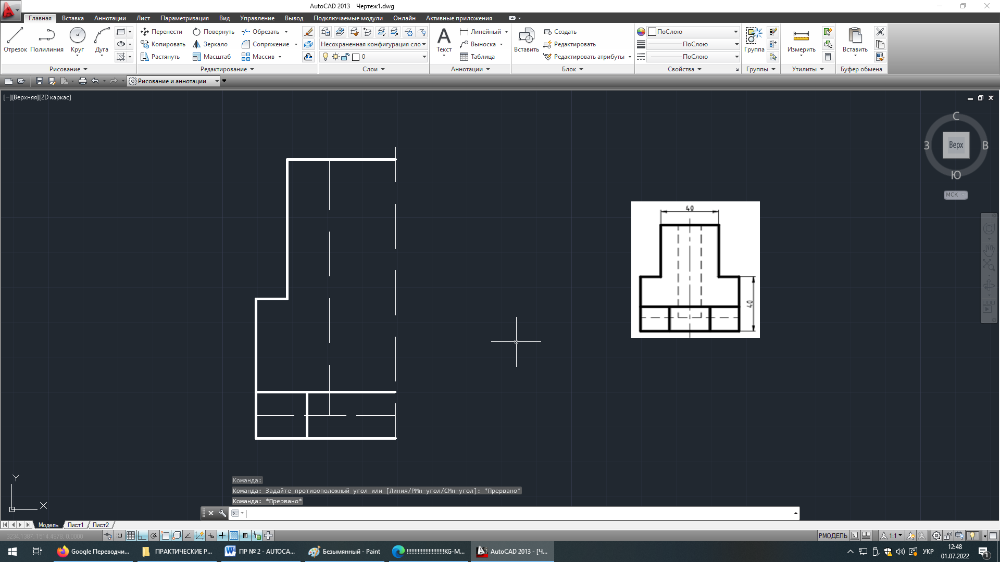 AutoCAD 2013 Чертеж1.dwg
Главная Вставка Аннотации Лист Параметризация Вид Управление Вывод Подключаемые модули Онлайн Активные приложения
Отрезок Полилиния Круг Дуга
Рисование
Перенести Повернуть Обрезать
Копировать Зеркало Сопряжение
Растянуть Масштаб Массив
Редактирование
Несохраненная конфигурация сло
0
Слои
Текст
Линейный
Выноска
Таблица
Аннотации
Вставить
Создать
Редактировать
Редактировать атрибуты
Блок
ПоСлою
ПоСлою
ПоСлою
Свойства
Группа
Группы
Измерить
Утилиты
Вставить
Буфер обмена
Рисование и аннотации
[−][Верхняя][2D каркас]
С
З Верх В
Ю
МСК
40
40
Y
X
Команда:
Команда: Задайте противоположный угол или [Линия/РМн-угол/СМн-угол]: *Прервано*
Команда: *Прервано*
Модель Лист1 Лист2
3234.1387, 1514.4978, 0.0000
РМОДЕЛЬ 1:1
Google Переводчи... ПРАКТИЧЕСКИЕ Р... ПР № 2 - AUTOCA... Безымянный - Paint AutoCAD 2013 - [Ч...
УКР
12:48
01.07.2022
1